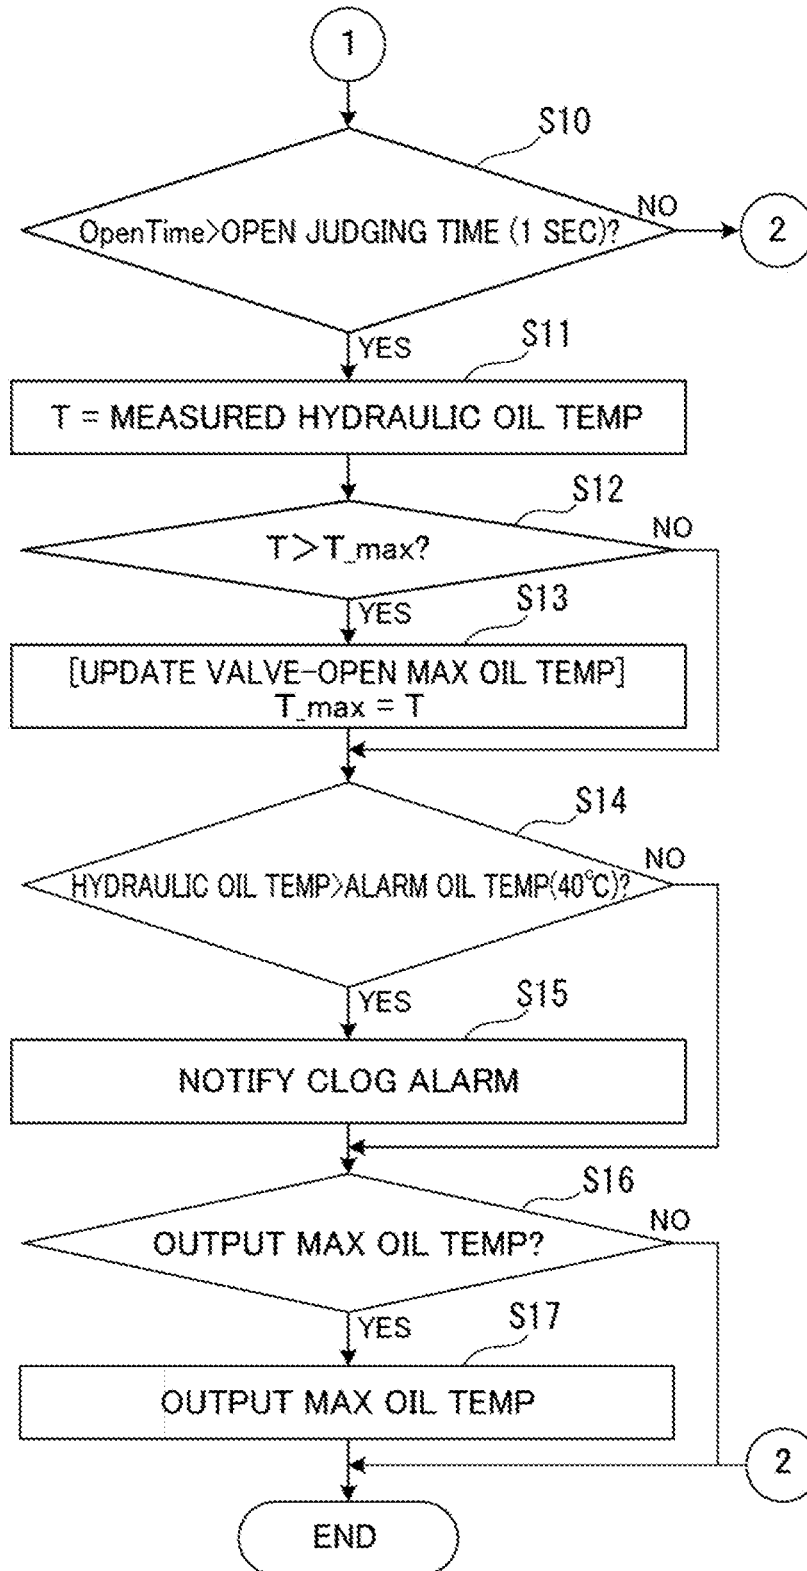 1
S10
OpenTime>OPEN JUDGING TIME (1 SEC)?
NO
2
YES
S11
T = MEASURED HYDRAULIC OIL TEMP
S12
T>T_max?
NO
YES
S13
[UPDATE VALVE-OPEN MAX OIL TEMP]
T_max = T
S14
HYDRAULIC OIL TEMP>ALARM OIL TEMP(40°C)?
NO
YES
S15
NOTIFY CLOG ALARM
S16
OUTPUT MAX OIL TEMP?
NO
YES
S17
OUTPUT MAX OIL TEMP
2
END